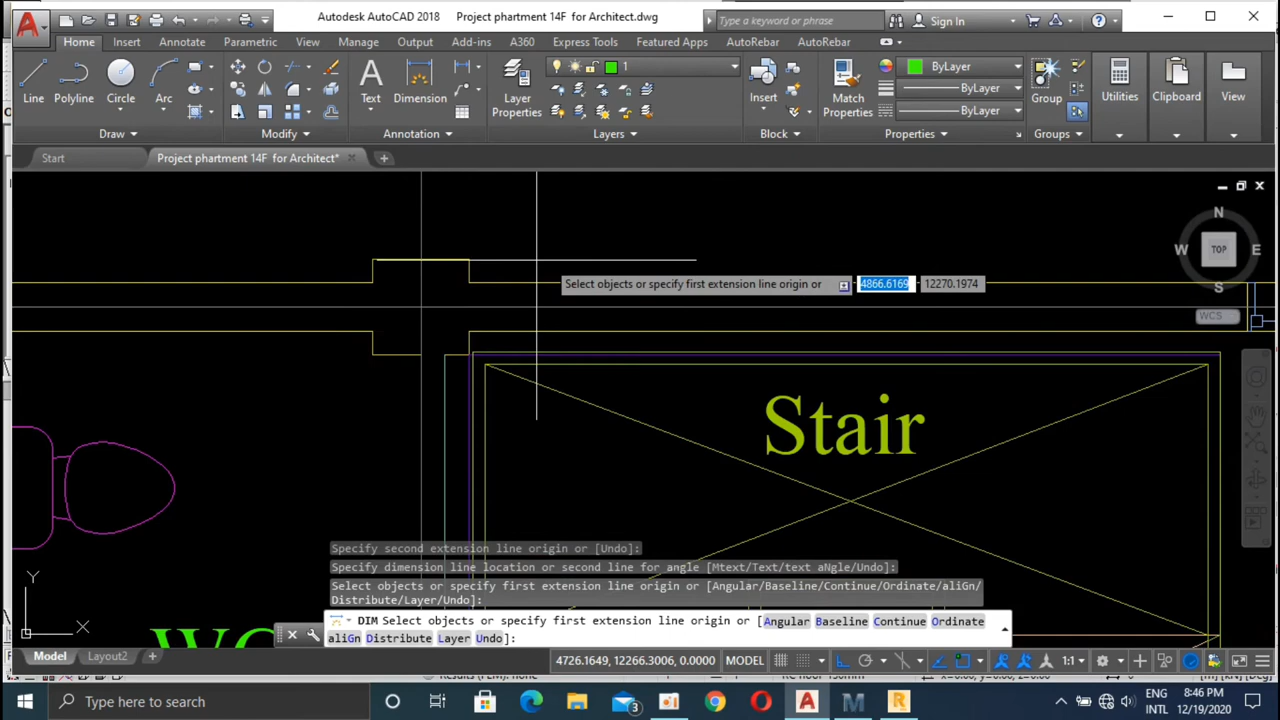 Autodesk AutoCAD 2018 Project phartment 14F for Architect.dwg
Type a keyword or phrase
Sign In
Home Insert Annotate Parametric View Manage Output Add-ins A360 Express Tools Featured Apps AutoRebar AutoRebar
1
ByLayer
ByLayer
ByLayer
Line Polyline Circle Arc Text Dimension Layer Properties Insert Match Properties Group Utilities Clipboard View
Draw Modify Annotation Layers Block Properties Groups
Start Project phartment 14F for Architect*
N
W TOP E
S
WCS
Select objects or specify first extension line origin or 4866.6169 12270.1974
Stair
Specify second extension line origin or [Undo]:
Specify dimension line location or second line for angle [Mtext/Text/text aNgle/Undo]:
Select objects or specify first extension line origin or [Angular/Baseline/Continue/Ordinate/aliGn/
Distribute/Layer/Undo]:
Y
X
DIM Select objects or specify first extension line origin or [Angular Baseline Continue Ordinate
aliGn Distribute Layer Undo]:
Model Layout2
4726.1649, 12266.3006, 0.0000 MODEL 1:1
Type here to search
3
ENG
INTL
8:46 PM
12/19/2020